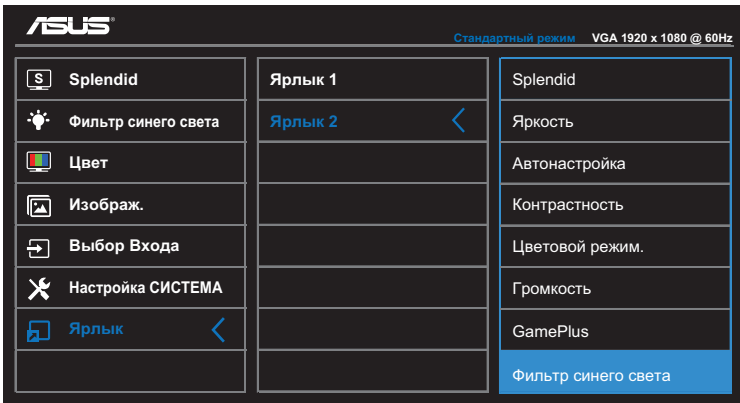 ASUS
Стандартный режим VGA 1920 x 1080 @ 60Hz
S Splendid
Фильтр синего света
Цвет
Изображ.
Выбор Входа
Настройка СИСТЕМА
Ярлык
Ярлык 1
Ярлык 2
Splendid
Яркость
Автонастройка
Контрастность
Цветовой режим.
Громкость
GamePlus
Фильтр синего света